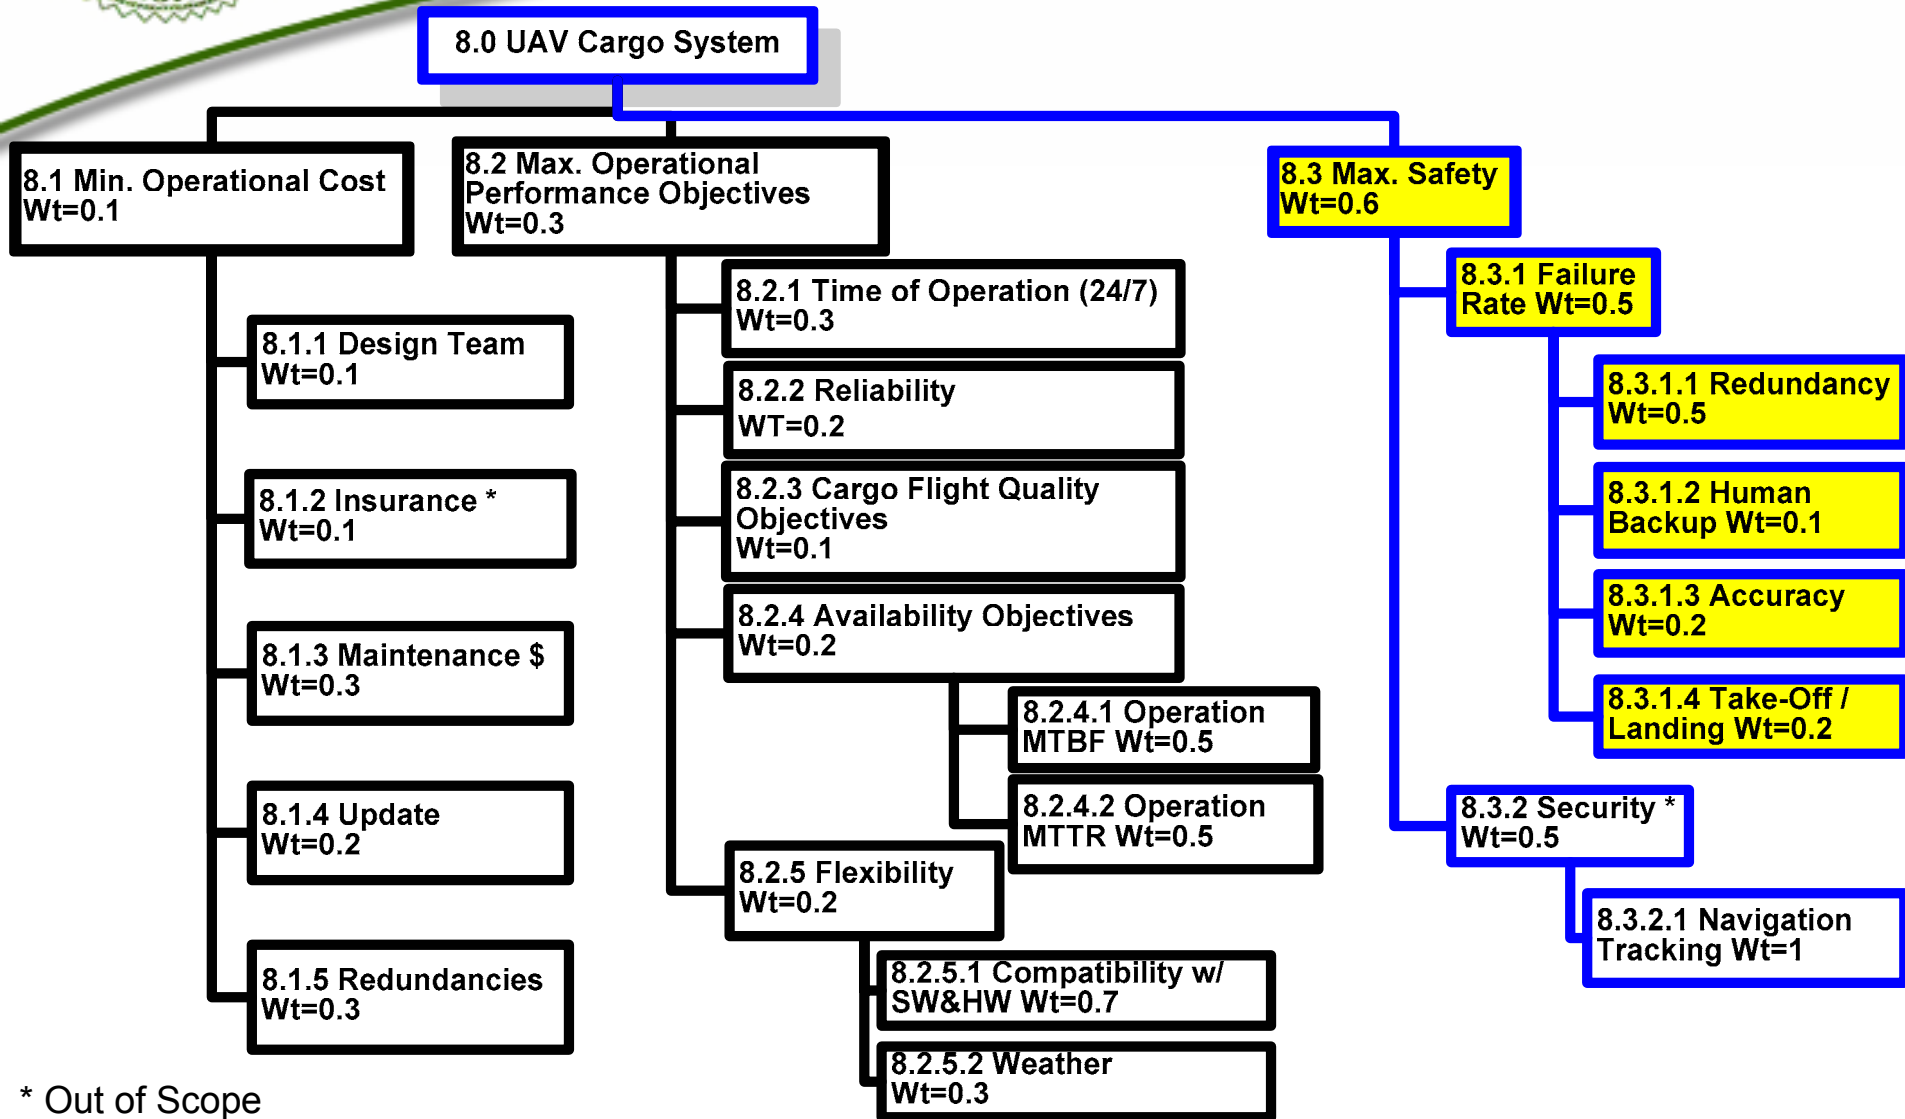 8.0 UAV Cargo System
8.1 Min. Operational Cost
Wt=0.1
8.1.1 Design Team
Wt=0.1
8.1.2 Insurance *
Wt=0.1
8.1.3 Maintenance $
Wt=0.3
8.1.4 Update
Wt=0.2
8.1.5 Redundancies
Wt=0.3
8.2 Max. Operational
Performance Objectives
Wt=0.3
8.2.1 Time of Operation (24/7)
Wt=0.3
8.2.2 Reliability
WT=0.2
8.2.3 Cargo Flight Quality
Objectives
Wt=0.1
8.2.4 Availability Objectives
Wt=0.2
8.2.4.1 Operation
MTBF Wt=0.5
8.2.4.2 Operation
MTTR Wt=0.5
8.2.5 Flexibility
Wt=0.2
8.2.5.1 Compatibility w/
SW&HW Wt=0.7
8.2.5.2 Weather
Wt=0.3
8.3 Max. Safety
Wt=0.6
8.3.1 Failure
Rate Wt=0.5
8.3.1.1 Redundancy
Wt=0.5
8.3.1.2 Human
Backup Wt=0.1
8.3.1.3 Accuracy
Wt=0.2
8.3.1.4 Take-Off /
Landing Wt=0.2
8.3.2 Security *
Wt=0.5
8.3.2.1 Navigation
Tracking Wt=1
* Out of Scope